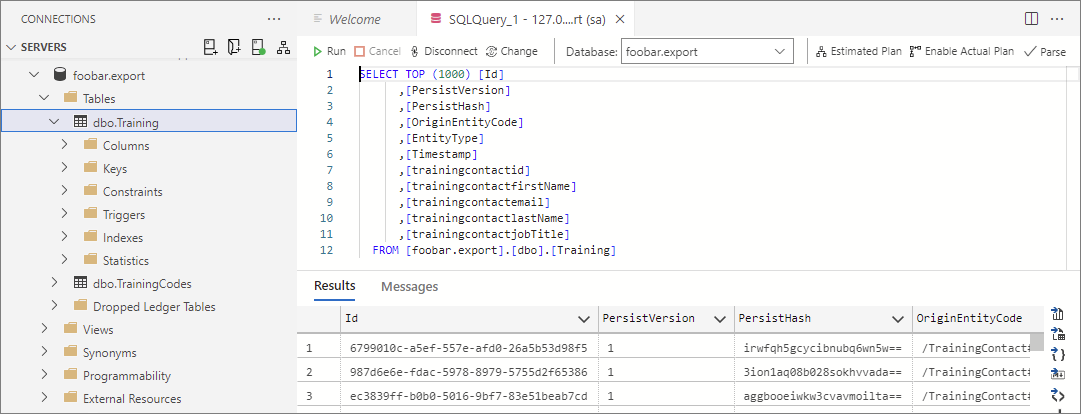 CONNECTIONS
SERVERS
foobar.export
Tables
dbo.Training
Columns
Keys
Constraints
Triggers
Indexes
Statistics
dbo.TrainingCodes
Dropped Ledger Tables
Views
Synonyms
Programmability
External Resources
Welcome
SQLQuery_1 - 127.0....rt (sa)
Run Cancel Disconnect Change Database: foobar.export Estimated Plan Enable Actual Plan Parse
1 SELECT TOP (1000) [Id]
2 ,[PersistVersion]
3 ,[PersistHash]
4 ,[OriginEntityCode]
5 ,[EntityType]
6 ,[Timestamp]
7 ,[trainingcontactid]
8 ,[trainingcontactfirstName]
9 ,[trainingcontactemail]
10 ,[trainingcontactlastName]
11 ,[trainingcontactjobTitle]
12 FROM [foobar.export].[dbo].[Training]
Results Messages
Id PersistVersion PersistHash OriginEntityCode
1 6799010c-a5ef-557e-afd0-26a5b53d98f5 1 irwfqh5gcycibnubq6wn5w== /TrainingContact#
2 987d6e6e-fdac-5978-8979-5755d2f65386 1 3ion1aq08b028sokhvvada== /TrainingContact#
3 ec3839ff-b0b0-5016-9bf7-83e51beab7cd 1 aggbooeiwkw3cvavmoilta== /TrainingContact#